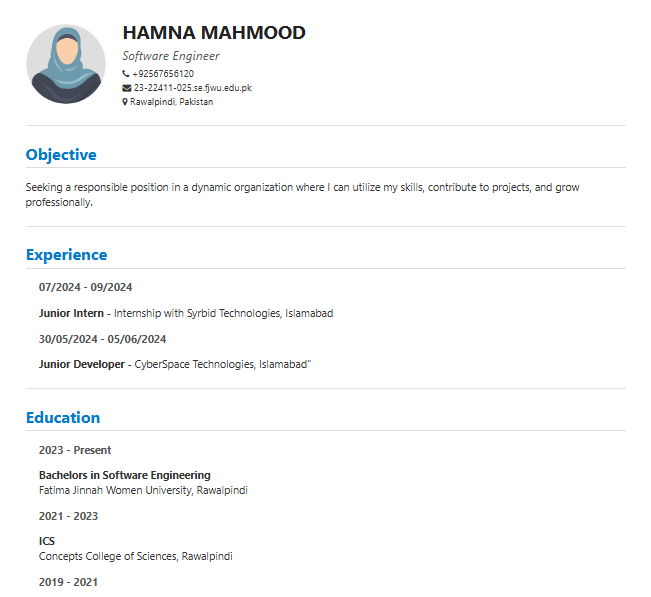 HAMNA MAHMOOD
Software Engineer
+92567656120
23-22411-025.se.fjwu.edu.pk
Rawalpindi, Pakistan
Objective
Seeking a responsible position in a dynamic organization where I can utilize my skills, contribute to projects, and grow
professionally.
Experience
07/2024 - 09/2024
Junior Intern - Internship with Syrbid Technologies, Islamabad
30/05/2024 - 05/06/2024
Junior Developer - CyberSpace Technologies, Islamabad"
Education
2023 - Present
Bachelors in Software Engineering
Fatima Jinnah Women University, Rawalpindi
2021 - 2023
ICS
Concepts College of Sciences, Rawalpindi
2019 - 2021